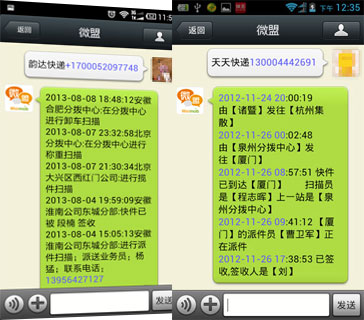 11:5
返回
微盟
韵达快递+1700052097748
微盟
2013-08-08 18:48:12安徽
合肥分拨中心:在分拨中心
进行卸车扫描
2013-08-07 23:32:58北京
分拨中心:在分拨中心进行
称重扫描
2013-08-07 21:30:34北京
大兴区西红门公司:进行揽
件扫描
2013-08-04 19:59:09安徽
淮南公司东城分部:快件已
被 段楠 签收
2013-08-04 15:05:13安徽
淮南公司东城分部:进行派
件扫描；派送业务员；杨
猛；联系电话；
13956427127
发送
下午 12:35
返回
微盟
天天快递130004442691
微盟
2012-11-24 20:00:19
由【诸暨】发往【杭州集
散】
2012-11-26 00:02:48
由【泉州分拨中心】发
往【厦门】
2012-11-26 08:57:51 快件
已到达【厦门】 扫描员
是【程志晖】上一站是【泉
州分拨中心】
2012-11-26 09:41:12【厦
门】的派件员【曹卫军】正
在派件
2012-11-26 17:38:53 已签
收,签收人是【刘】
发送